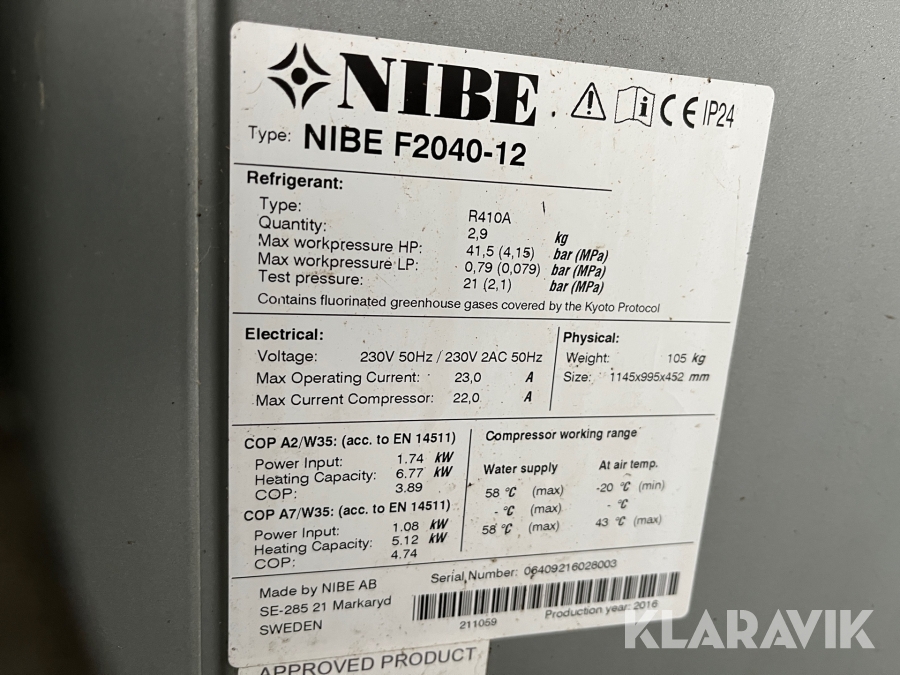 NIBE . CE IP24
Type: NIBE F2040-12
Refrigerant:
Type: R410A
Quantity: 2,9 kg
Max workpressure HP: 41,5 (4,15) bar (MPa)
Max workpressure LP: 0,79 (0,079) bar (MPa)
Test pressure: 21 (2,1) bar (MPa)
Contains fluorinated greenhouse gases covered by the Kyoto Protocol
Electrical:
Voltage: 230V 50Hz / 230V 2AC 50Hz
Max Operating Current: 23,0 A
Max Current Compressor: 22,0 A
Physical:
Weight: 105 kg
Size: 1145x995x452 mm
COP A2/W35: (acc. to EN 14511)
Power Input: 1.74 kW
Heating Capacity: 6.77 kW
COP: 3.89
COP A7/W35: (acc. to EN 14511)
Power Input: 1.08 kW
Heating Capacity: 5.12 kW
COP: 4.74
Compressor working range
Water supply At air temp.
58 °C (max) -20 °C (min)
- °C (max) - °C
58 °C (max) 43 °C (max)
Made by NIBE AB
SE-285 21 Markaryd
SWEDEN
Serial Number: 06409216028003
211059 Production year: 2016
APPROVED PRODUCT
KLARAVIK